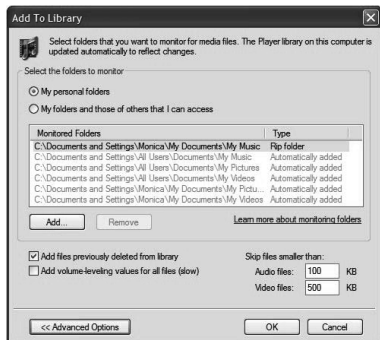 Add To Library
Select folders that you want to monitor for media files. The Player library on this computer is
updated automatically to reflect changes.
Select the folders to monitor
My personal folders
My folders and those of others that I can access
Monitored Folders Type
C:\Documents and Settings\Monica\My Documents\My Music Rip folder
C:\Documents and Settings\All Users\Documents\My Music Automatically added
C:\Documents and Settings\All Users\Documents\My Pictures Automatically added
C:\Documents and Settings\All Users\Documents\My Videos Automatically added
C:\Documents and Settings\Monica\My Documents\My Pictu... Automatically added
C:\Documents and Settings\Monica\My Documents\My Videos Automatically added
Add... Remove Learn more about monitoring folders
Add files previously deleted from library Skip files smaller than:
Add volume-leveling values for all files (slow) Audio files: 100 KB
Video files: 500 KB
<< Advanced Options OK Cancel